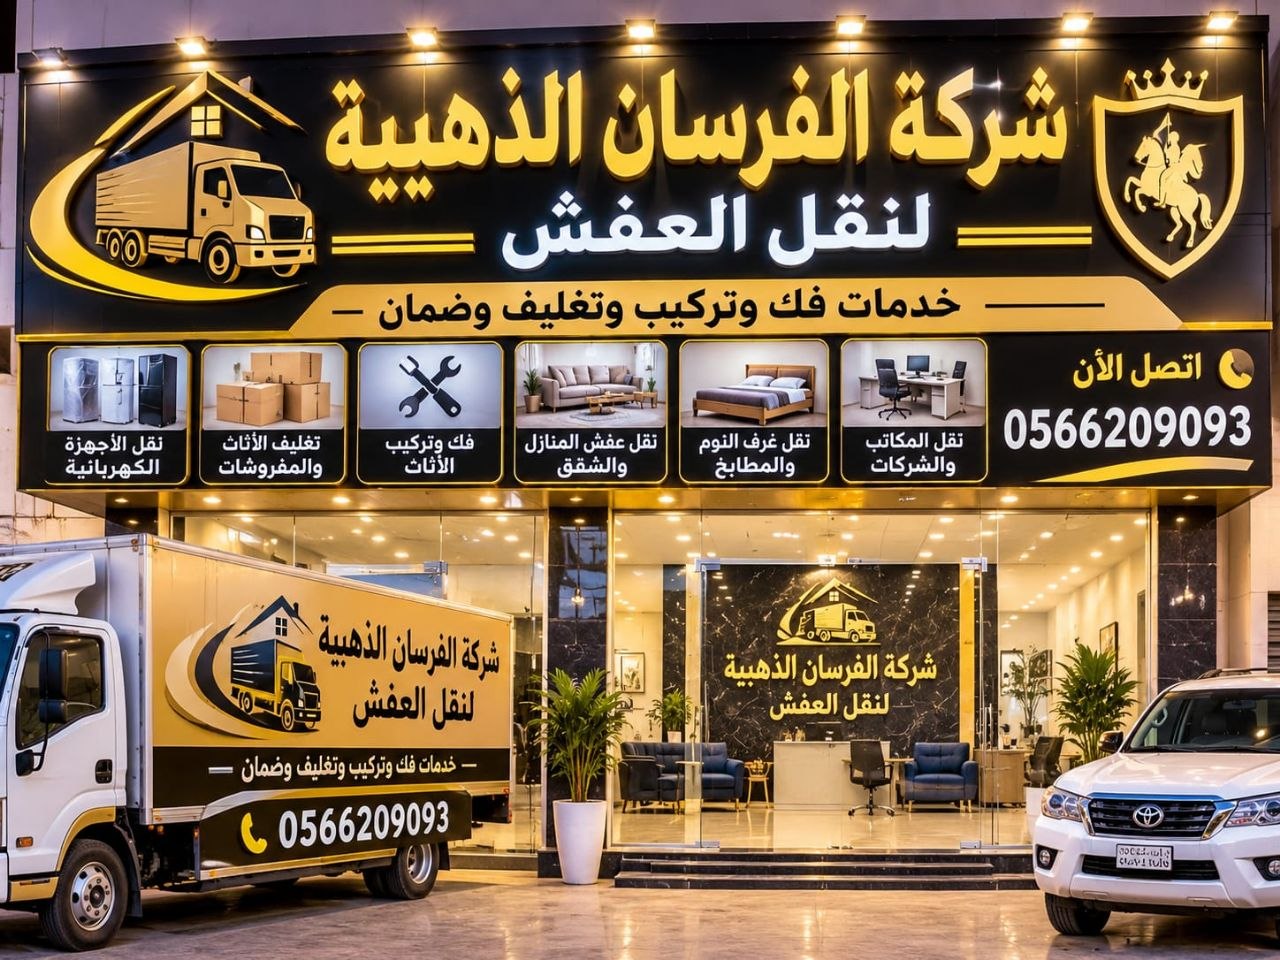 شركة الفرسان الذهبية
لنقل العفش
خدمات فك وتركيب وتغليف وضمان
اتصل الأن
0566209093
نقل المكاتب
والشركات
نقل غرف النوم
والمطابخ
نقل عفش المنازل
والشقق
فك وتركيب
الأثاث
تغليف الأثاث
والمفروشات
نقل الأجهزة
الكهربائية
شركة الفرسان الذهبية
لنقل العفش
شركة الفرسان الذهبية
لنقل العفش
خدمات فك وتركيب وتغليف وضمان
0566209093